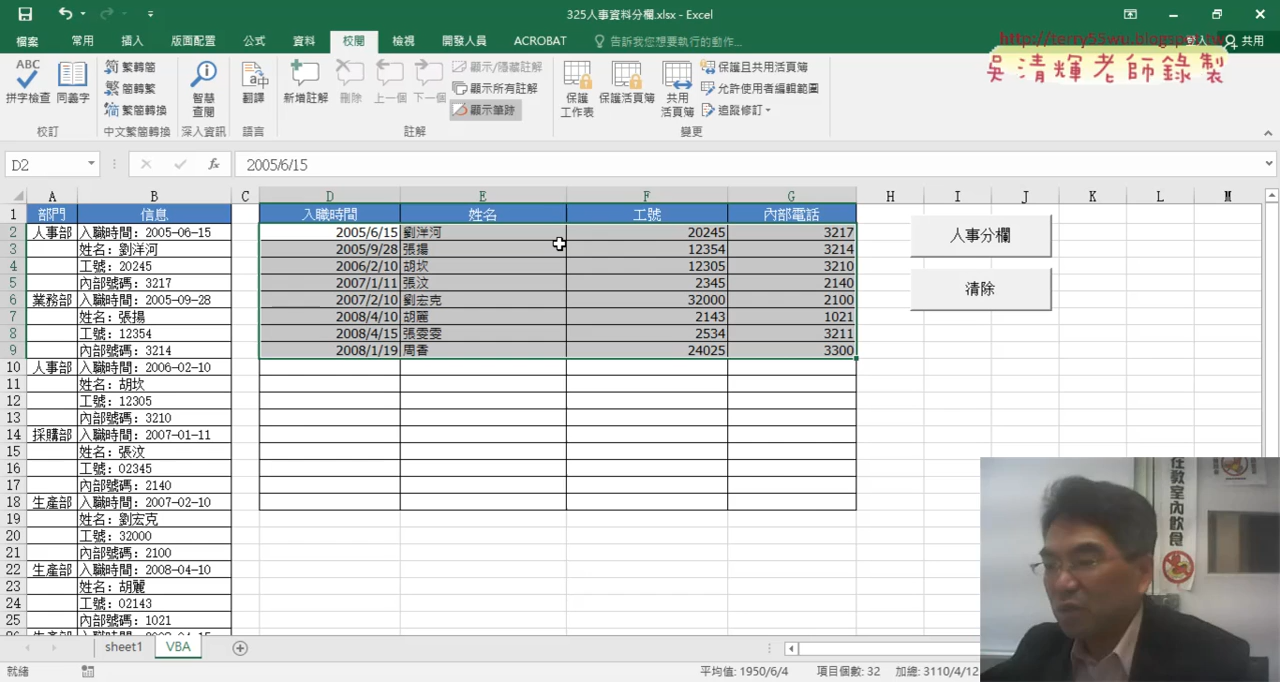 325人事資料分欄.xlsx - Excel
http://terry55wu.blogspot.tw
吳清輝老師錄製
檔案 常用 插入 版面配置 公式 資料 校閱 檢視 開發人員 ACROBAT 告訴我您想要執行的動作... 登入 共用
ABC 拼字檢查 同義字 繁轉簡 簡轉繁 繁簡轉換 智慧查閱 翻譯 新增註解 刪除 上一個 下一個 顯示/隱藏註解 顯示所有註解 顯示筆跡 保護工作表 保護活頁簿 共用活頁簿 保護且共用活頁簿 允許使用者編輯範圍 追蹤修訂
校訂 中文繁簡轉換 深入資訊 語言 註解 變更
D2 fx 2005/6/15
A B C D E F G H I J K L M
1 部門 信息 入職時間 姓名 工號 內部電話
2 人事部 入職時間：2005-06-15 2005/6/15 劉洋河 20245 3217 人事分欄
3 姓名：劉洋河 2005/9/28 張揚 12354 3214
4 工號：20245 2006/2/10 胡坎 12305 3210
5 內部號碼：3217 2007/1/11 張汶 2345 2140 清除
6 業務部 入職時間：2005-09-28 2007/2/10 劉宏克 32000 2100
7 姓名：張揚 2008/4/10 胡麗 2143 1021
8 工號：12354 2008/4/15 張雯雯 2534 3211
9 內部號碼：3214 2008/1/19 周香 24025 3300
10 人事部 入職時間：2006-02-10
11 姓名：胡坎
12 工號：12305
13 內部號碼：3210
14 採購部 入職時間：2007-01-11
15 姓名：張汶
16 工號：02345
17 內部號碼：2140
18 生產部 入職時間：2007-02-10
19 姓名：劉宏克
20 工號：32000
21 內部號碼：2100
22 生產部 入職時間：2008-04-10
23 姓名：胡麗
24 工號：02143
25 內部號碼：1021
在教室內飲食
sheet1 VBA
就緒 平均值: 1950/6/4 項目個數: 32 加總: 3110/4/12